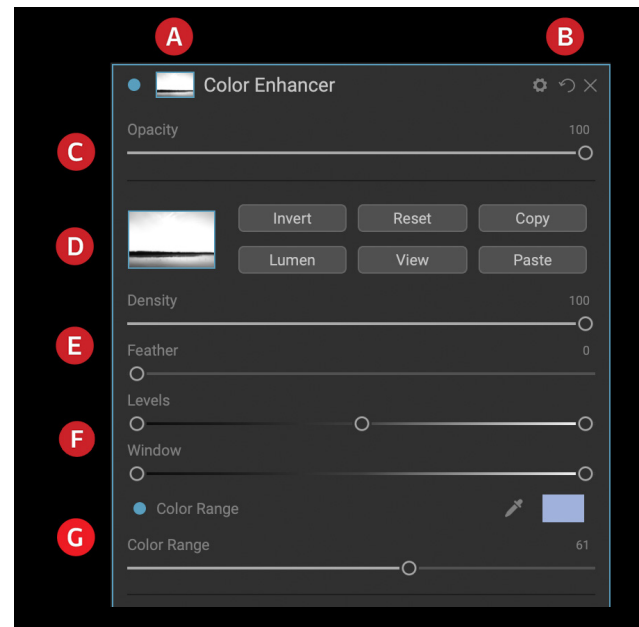 A
B
Color Enhancer
C
Opacity 100
D
Invert Reset Copy
Lumen View Paste
Density 100
E
Feather 0
Levels
F
Window
Color Range
G
Color Range 61